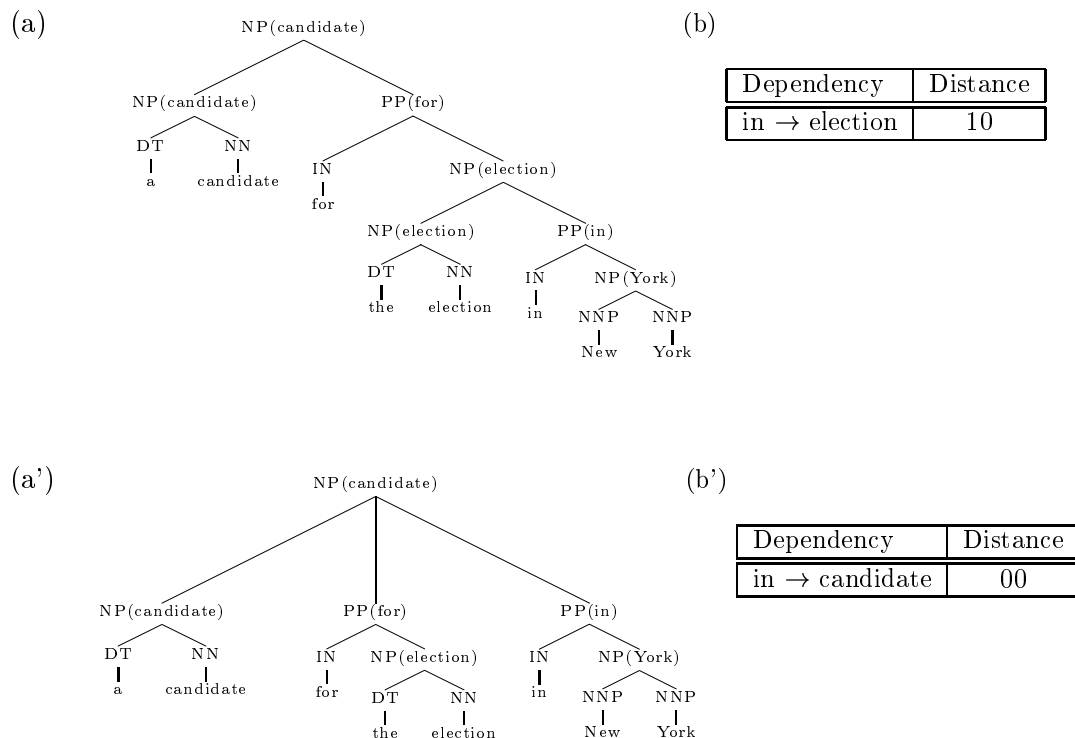 (a)
NP(candidate)
(b)
Dependency Distance
in → election 10
NP(candidate) PP(for)
DT NN
a candidate
IN NP(election)
for
NP(election) PP(in)
DT NN IN NP(York)
the election in
NNP NNP
New York
(a')
NP(candidate)
(b')
Dependency Distance
in → candidate 00
NP(candidate) PP(for) PP(in)
DT NN IN NP(election) IN NP(York)
a candidate for in
DT NN NNP NNP
the election New York